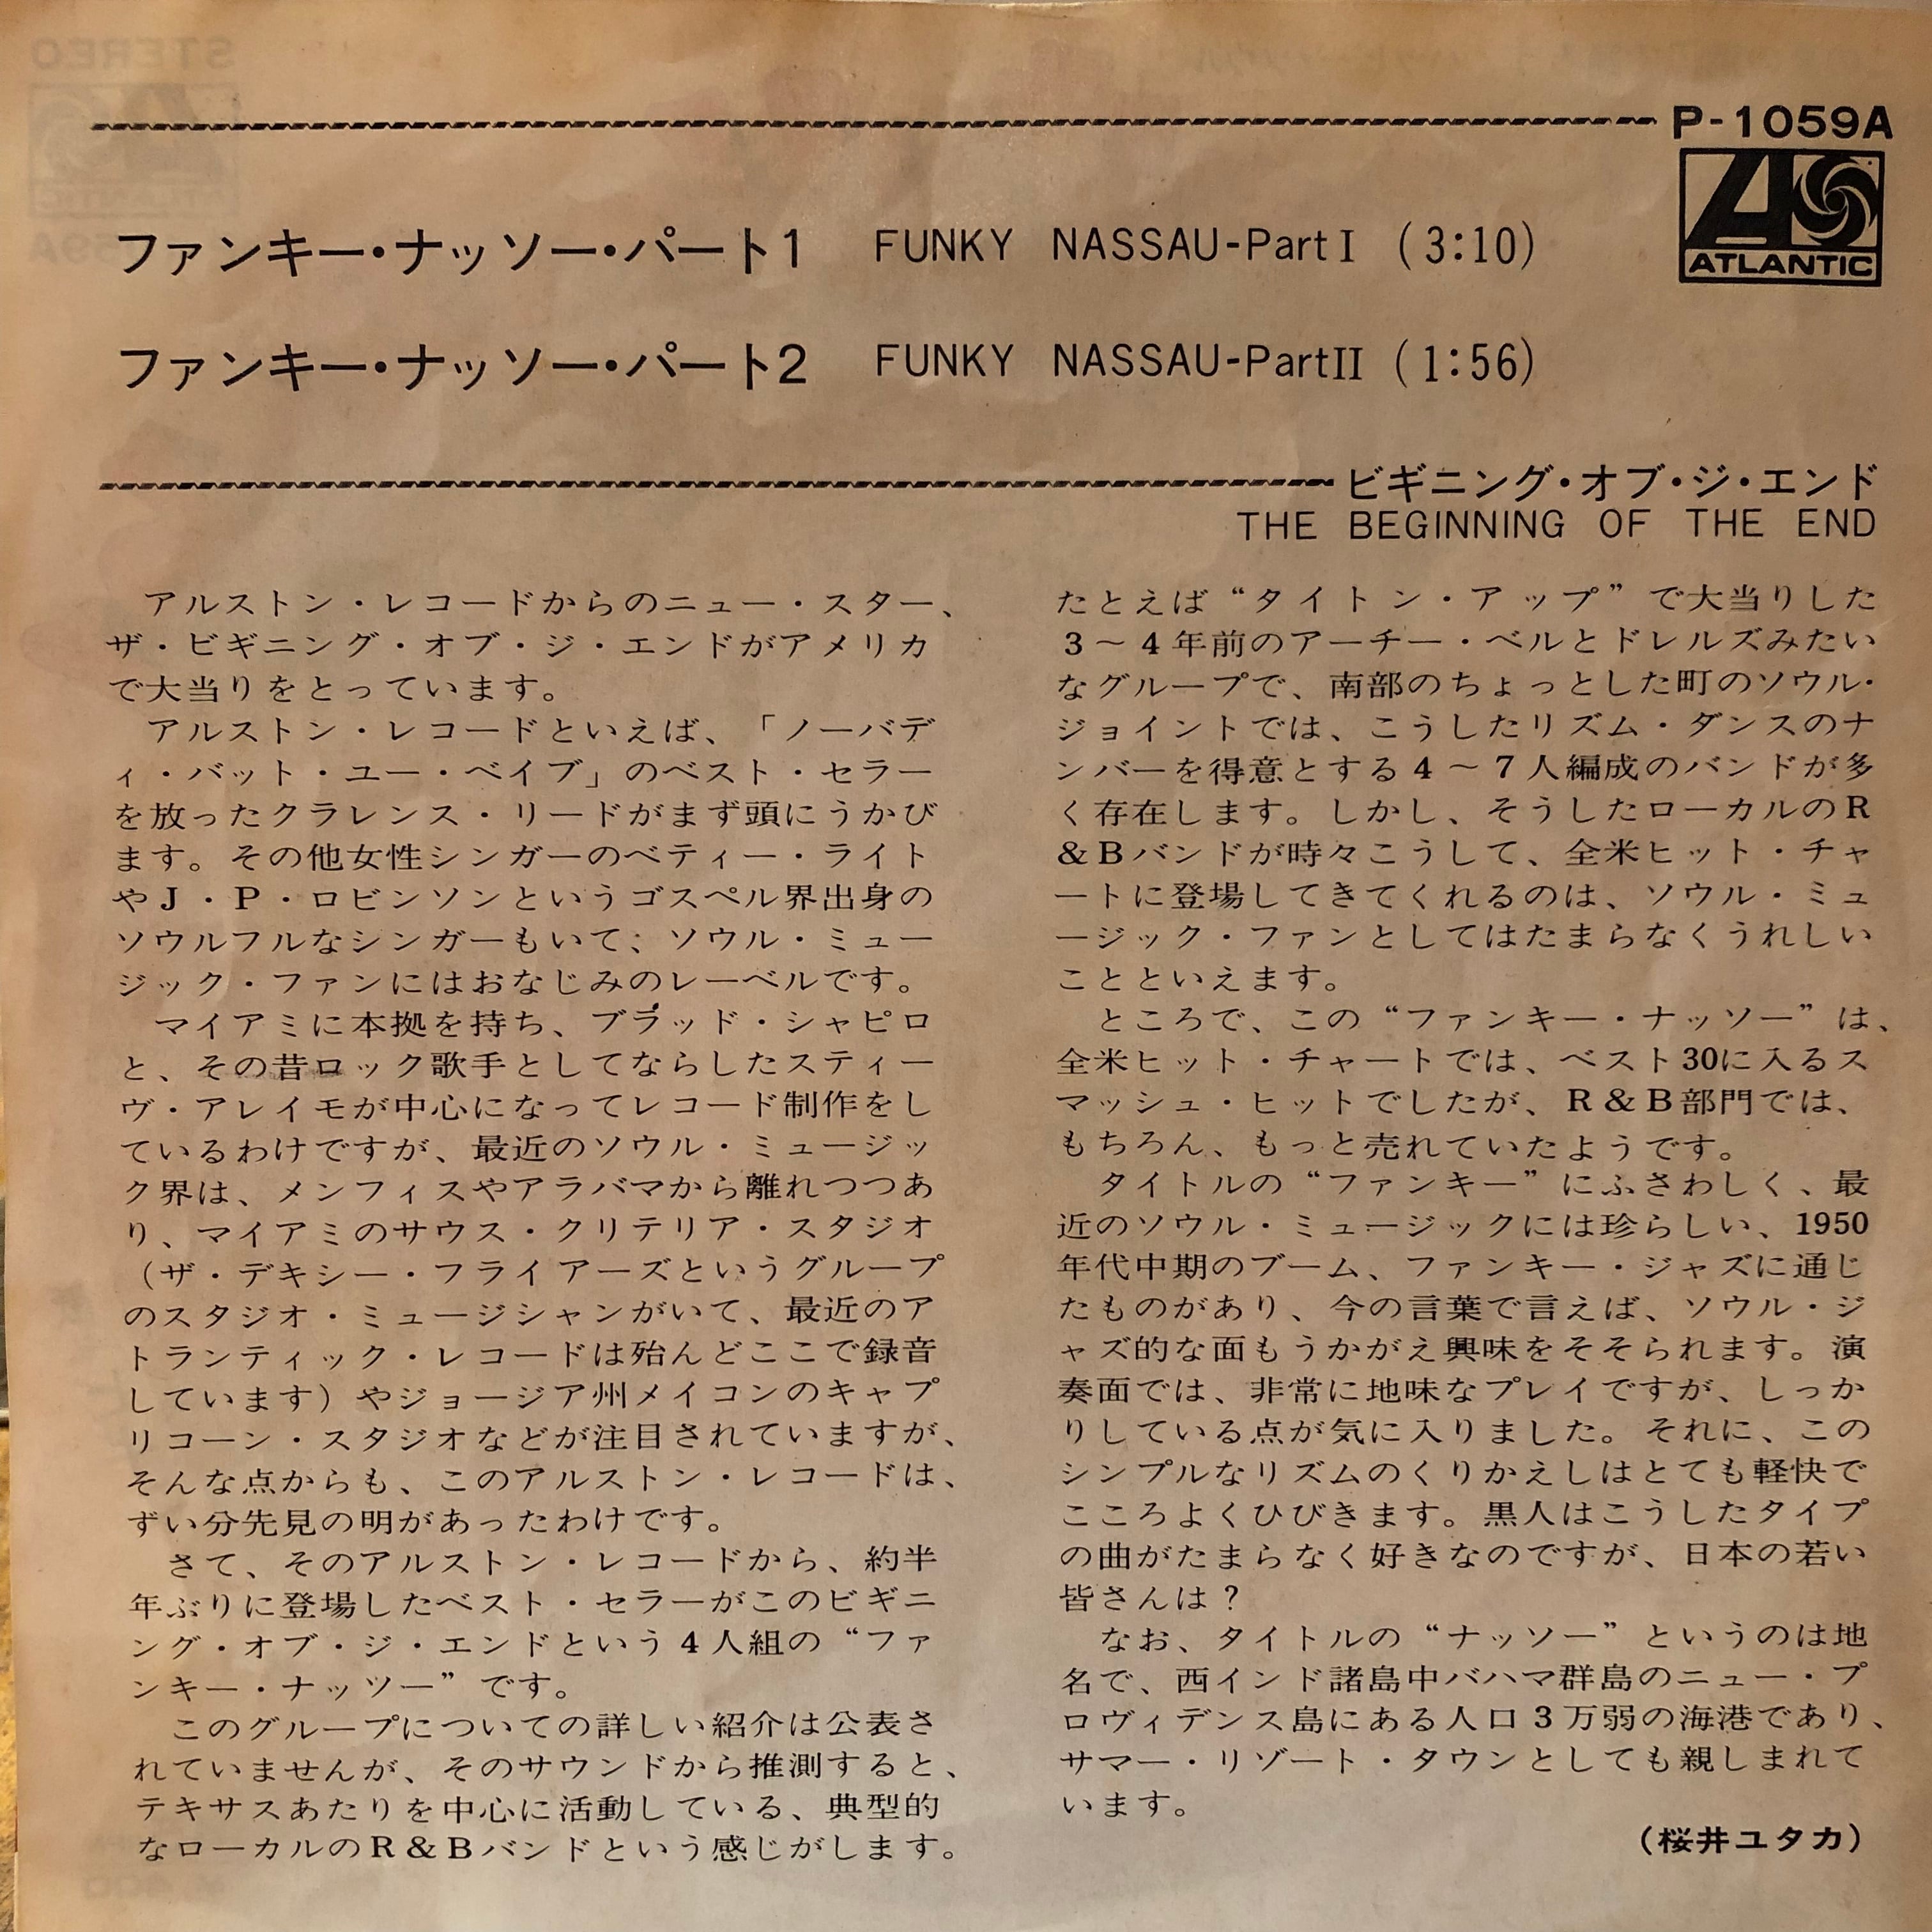 P-1059A
ATLANTIC
ファンキー・ナッソー・パート1 FUNKY NASSAU-Part I (3:10)
ファンキー・ナッソー・パート2 FUNKY NASSAU-Part II (1:56)
ビギニング・オブ・ジ・エンド
THE BEGINNING OF THE END
アルストン・レコードからのニュー・スター、
ザ・ビギニング・オブ・ジ・エンドがアメリカ
で大当りをとっています。
アルストン・レコードといえば、「ノーバデ
ィ・バット・ユー・ベイブ」のベスト・セラー
を放ったクラレンス・リードがまず頭にうかび
ます。その他女性シンガーのベティー・ライト
やJ・P・ロビンソンというゴスペル界出身の
ソウルフルなシンガーもいて、ソウル・ミュー
ジック・ファンにはおなじみのレーベルです。
マイアミに本拠を持ち、ブラッド・シャピロ
と、その昔ロック歌手としてならしたスティー
ヴ・アレイモが中心になってレコード制作をし
ているわけですが、最近のソウル・ミュージッ
ク界は、メンフィスやアラバマから離れつつあ
り、マイアミのサウス・クリテリア・スタジオ
（ザ・デキシー・フライアーズというグループ
のスタジオ・ミュージシャンがいて、最近のア
トランティック・レコードは殆んどここで録音
しています）やジョージア州メイコンのキャプ
リコーン・スタジオなどが注目されていますが、
そんな点からも、このアルストン・レコードは、
ずい分先見の明があったわけです。
さて、そのアルストン・レコードから、約半
年ぶりに登場したベスト・セラーがこのビギニ
ング・オブ・ジ・エンドという4人組の“ファ
ンキー・ナッツー”です。
このグループについての詳しい紹介は公表さ
れていませんが、そのサウンドから推測すると、
テキサスあたりを中心に活動している、典型的
なローカルのR&Bバンドという感じがします。
たとえば“タイトン・アップ”で大当りした
3～4年前のアーチー・ベルとドレルズみたい
なグループで、南部のちょっとした町のソウル・
ジョイントでは、こうしたリズム・ダンスのナ
ンバーを得意とする4～7人編成のバンドが多
く存在します。しかし、そうしたローカルのR
&Bバンドが時々こうして、全米ヒット・チャ
ートに登場してきてくれるのは、ソウル・ミュ
ージック・ファンとしてはたまらなくうれしい
ことといえます。
ところで、この“ファンキー・ナッソー”は、
全米ヒット・チャートでは、ベスト30に入るス
マッシュ・ヒットでしたが、R&B部門では、
もちろん、もっと売れていたようです。
タイトルの“ファンキー”にふさわしく、最
近のソウル・ミュージックには珍らしい、1950
年代中期のブーム、ファンキー・ジャズに通じ
たものがあり、今の言葉で言えば、ソウル・ジ
ャズ的な面もうかがえ興味をそそられます。演
奏面では、非常に地味なプレイですが、しっか
りしている点が気に入りました。それに、この
シンプルなリズムのくりかえしはとても軽快で
こころよくひびきます。黒人はこうしたタイプ
の曲がたまらなく好きなのですが、日本の若い
皆さんは？
なお、タイトルの“ナッソー”というのは地
名で、西インド諸島中バハマ群島のニュー・プ
ロヴィデンス島にある人口3万弱の海港であり、
サマー・リゾート・タウンとしても親しまれて
います。
（桜井ユタカ）